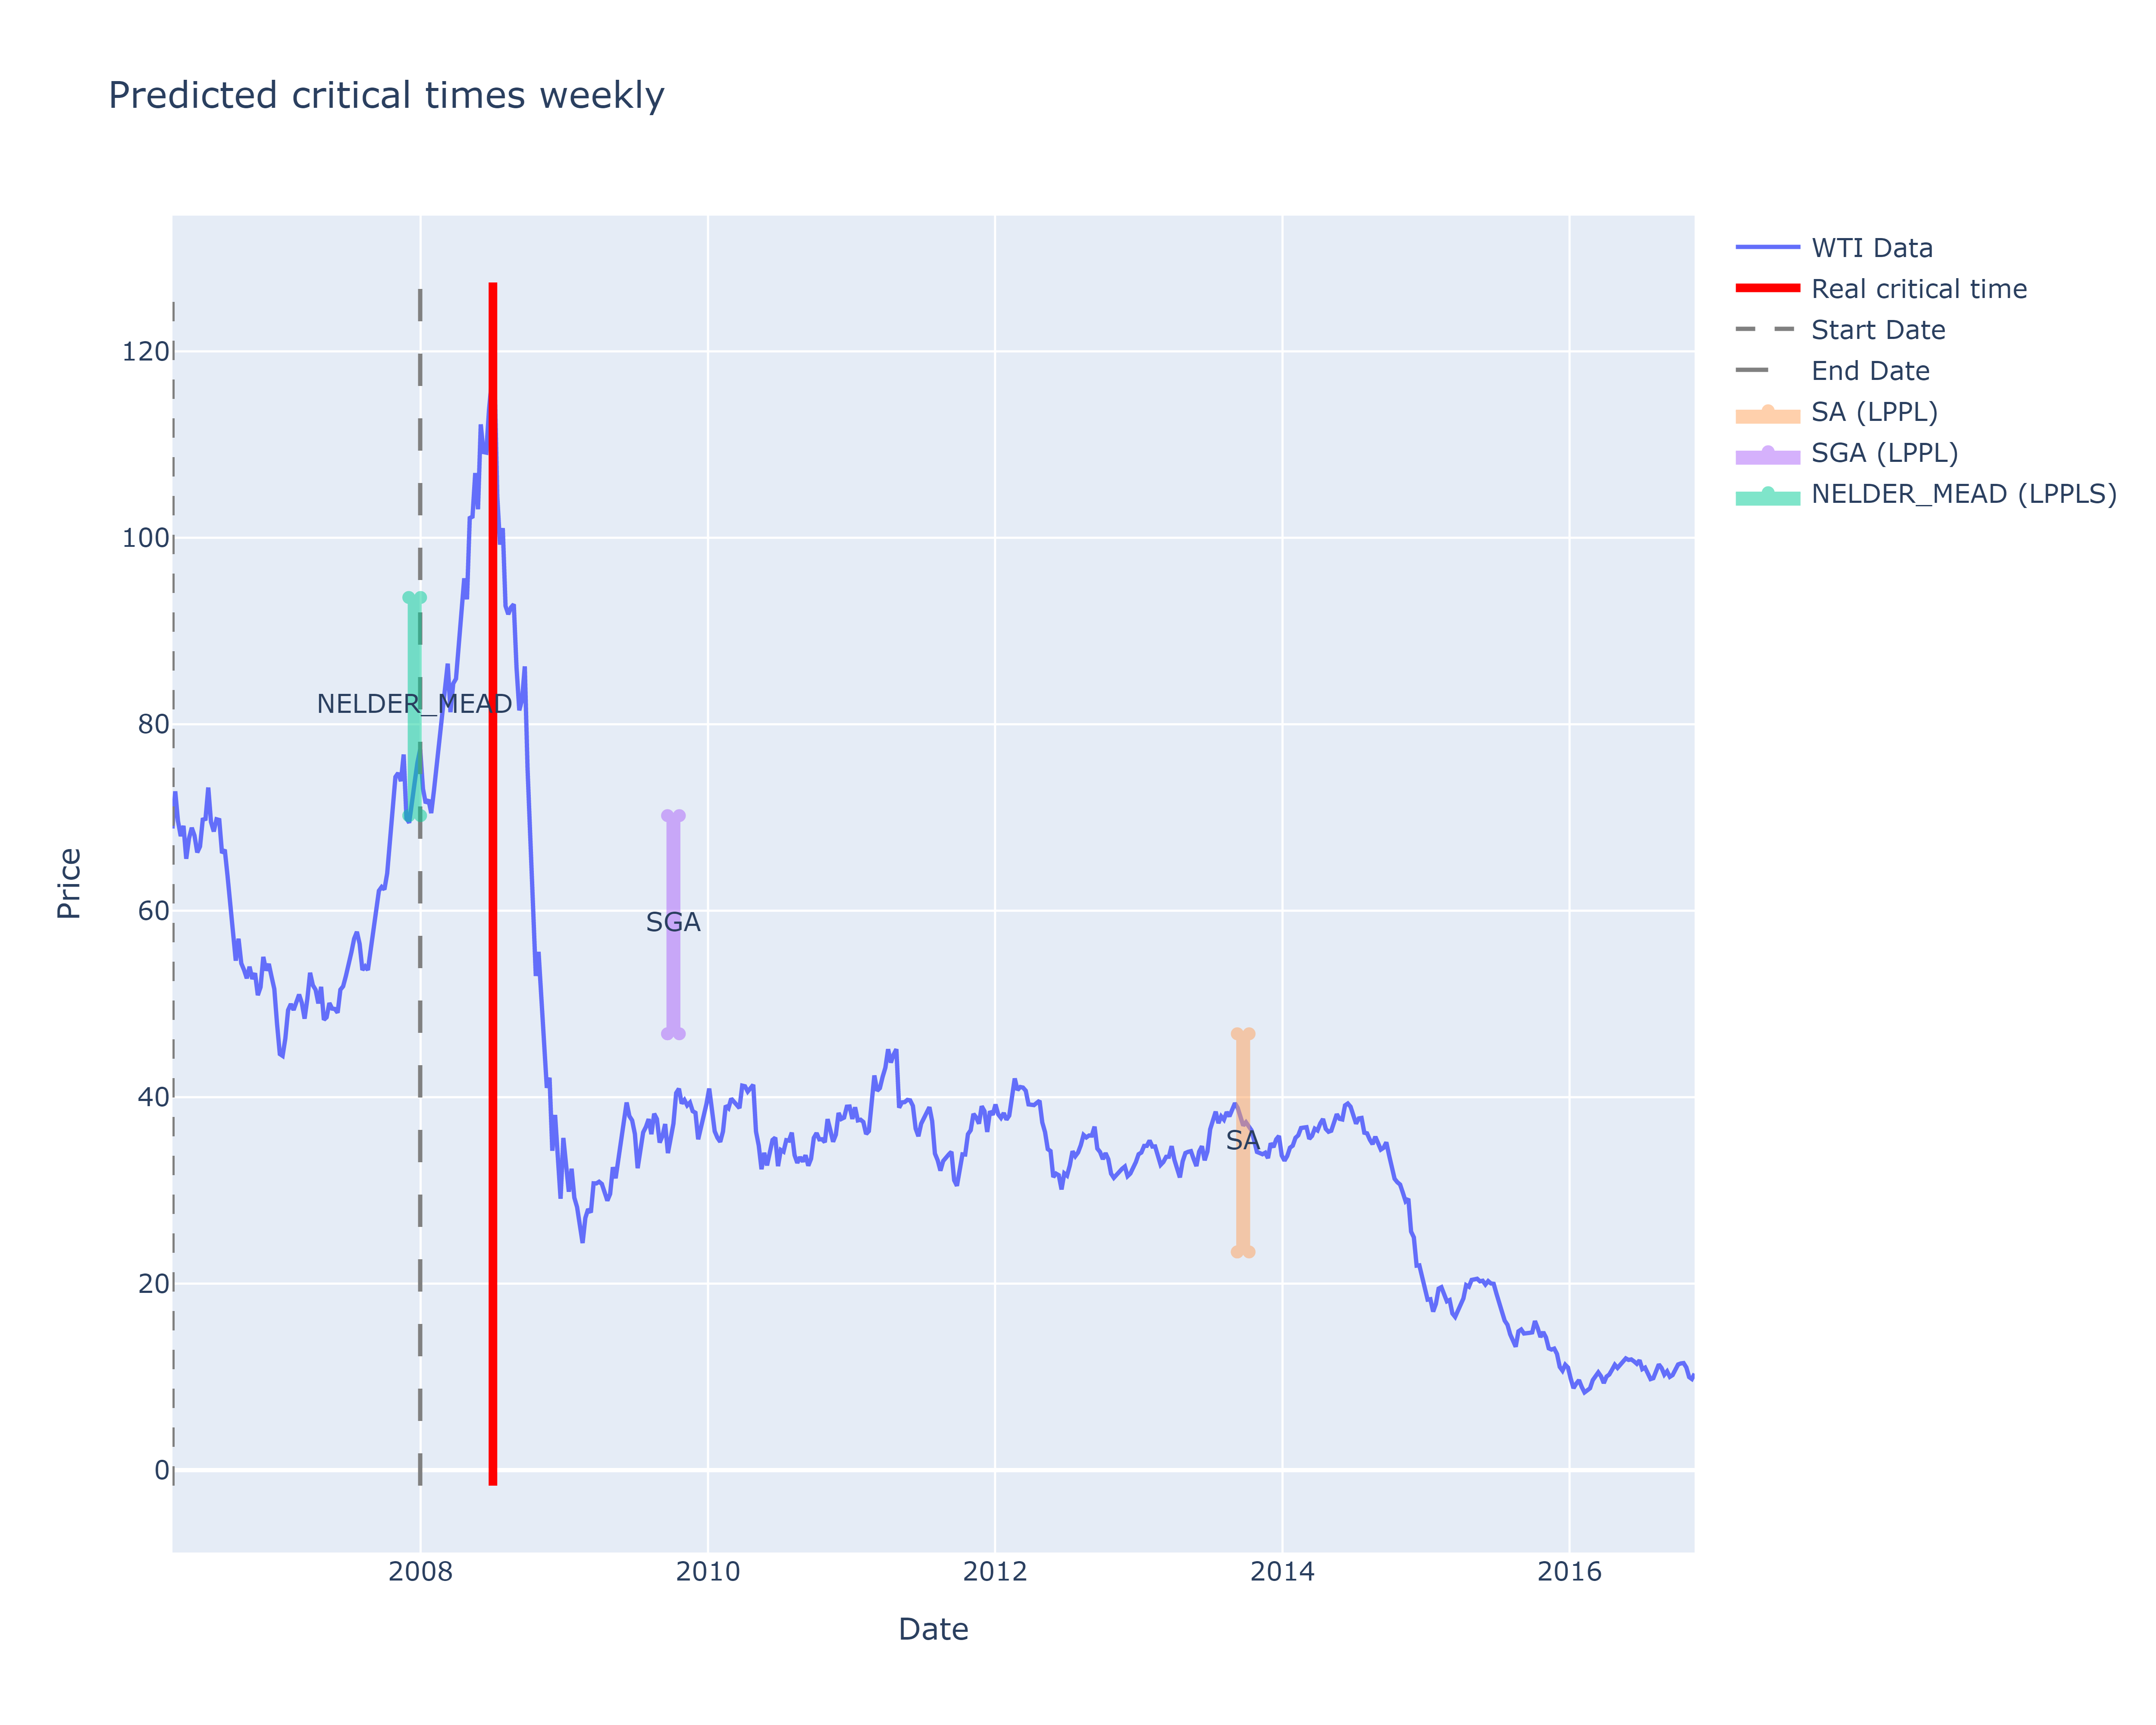 Predicted critical times weekly
WTI Data
Real critical time
Start Date
End Date
SA (LPPL)
SGA (LPPL)
NELDER_MEAD (LPPLS)
120
100
80
60
40
20
0
Price
NELDER_MEAD
SGA
SA
2008
2010
2012
2014
2016
Date